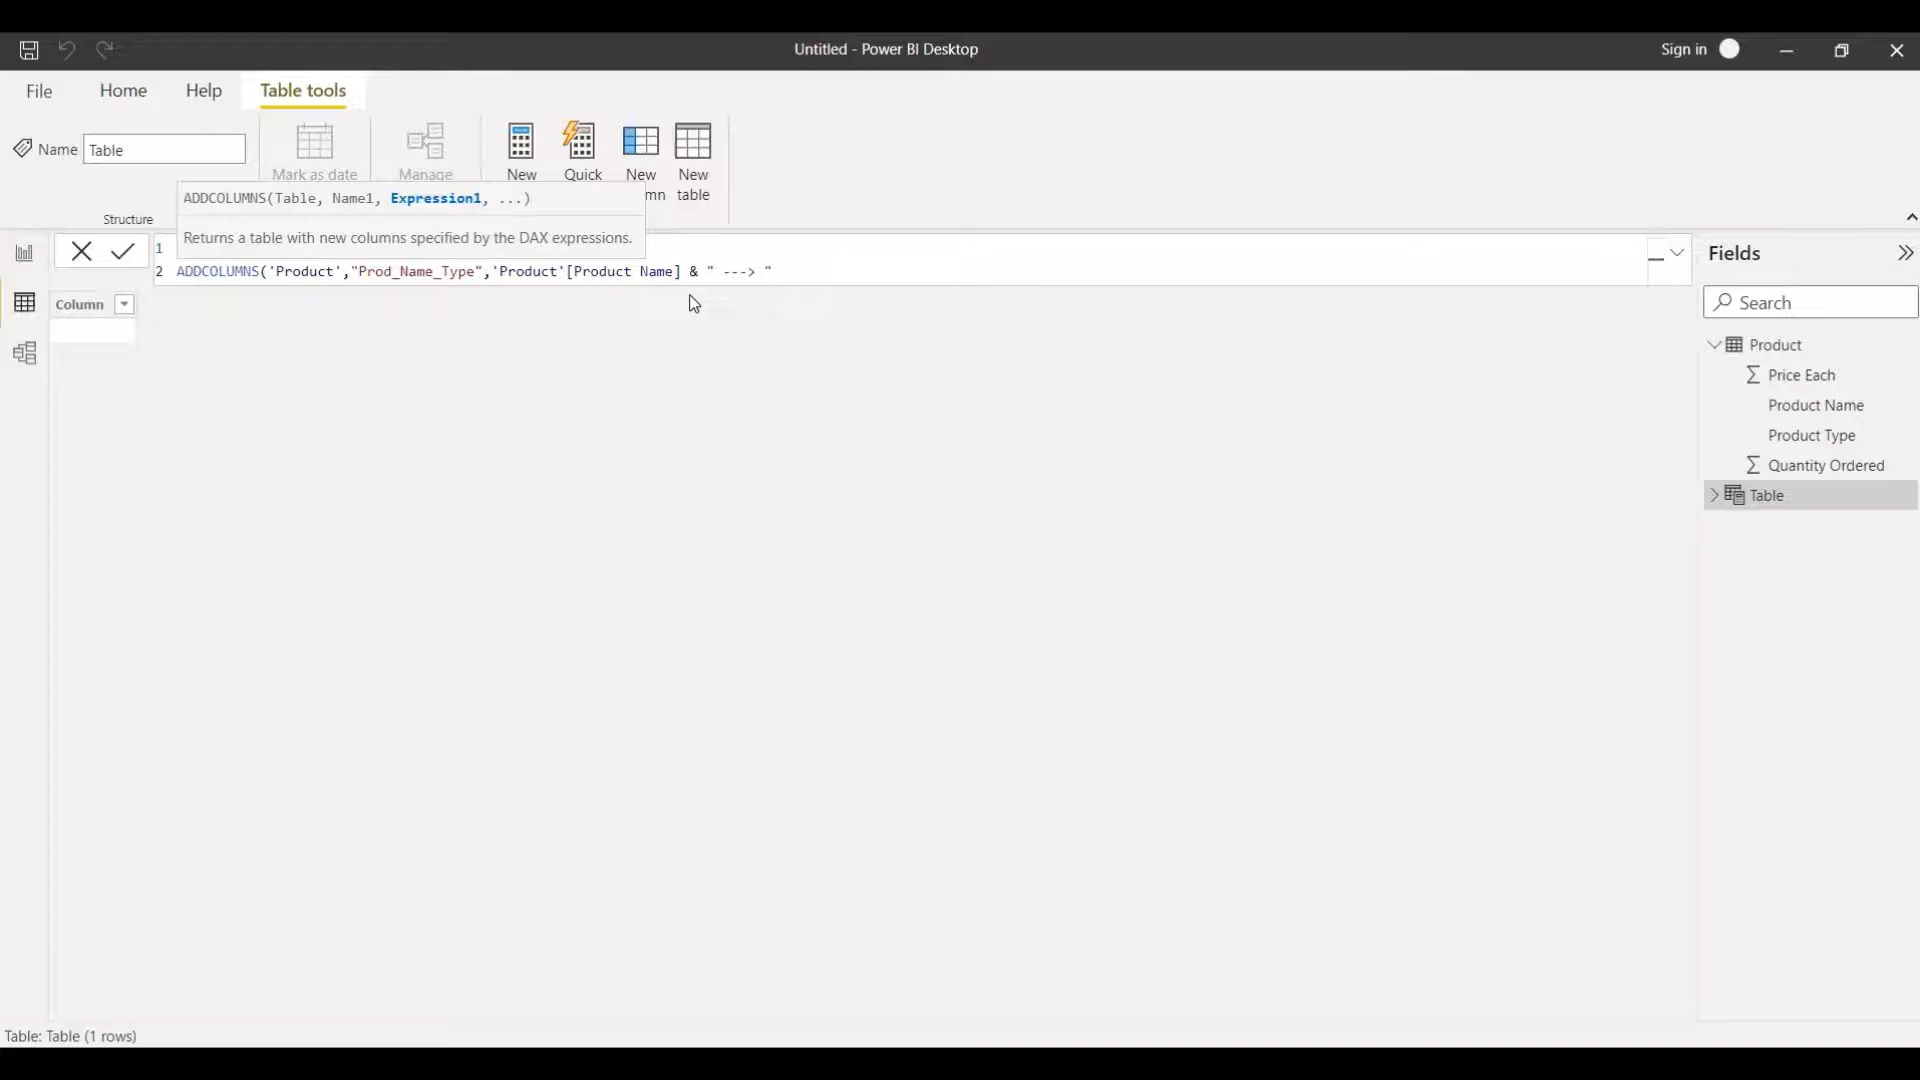 Untitled - Power BI Desktop
Sign in
File Home Help Table tools
Name Table
Mark as date Manage New Quick New New
mn table
Structure
ADDCOLUMNS(Table, Name1, Expression1, ...)
Returns a table with new columns specified by the DAX expressions.
1
2 ADDCOLUMNS('Product',"Prod_Name_Type",'Product'[Product Name] & " ---> "
Column
Fields
Search
Product
Price Each
Product Name
Product Type
Quantity Ordered
Table
Table: Table (1 rows)